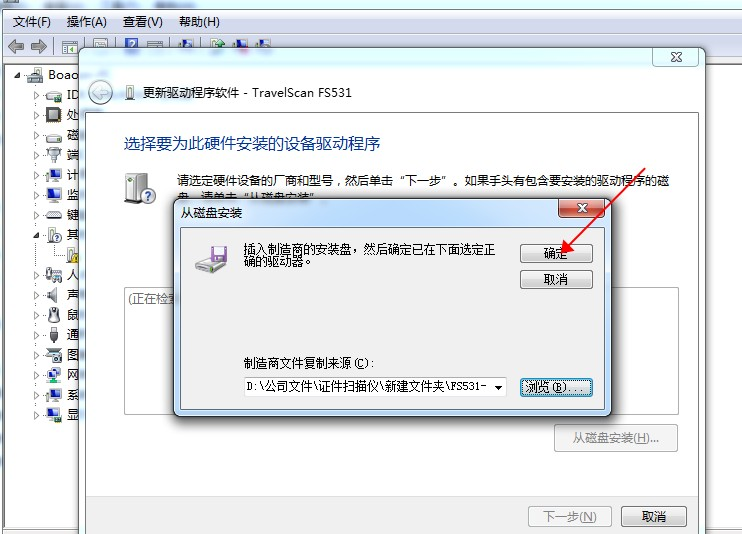 文件(F) 操作(A) 查看(V) 帮助(H)
更新驱动程序软件 - TravelScan FS531
选择要为此硬件安装的设备驱动程序
请选定硬件设备的厂商和型号，然后单击“下一步”。如果手头有包含要安装的驱动程序的磁
盘，请单击“从磁盘安装”。
从磁盘安装
插入制造商的安装盘，然后确定已在下面选定正
确的驱动器。
确定
取消
(正在检索
制造商文件复制来源(C):
D:\公司文件\证件扫描仪\新建文件夹\FS531-
浏览(B)...
从磁盘安装(H)...
下一步(N)
取消
Boao
ID
处
磁
端
计
监
键
其
人
声
鼠
通
图
网
系
显